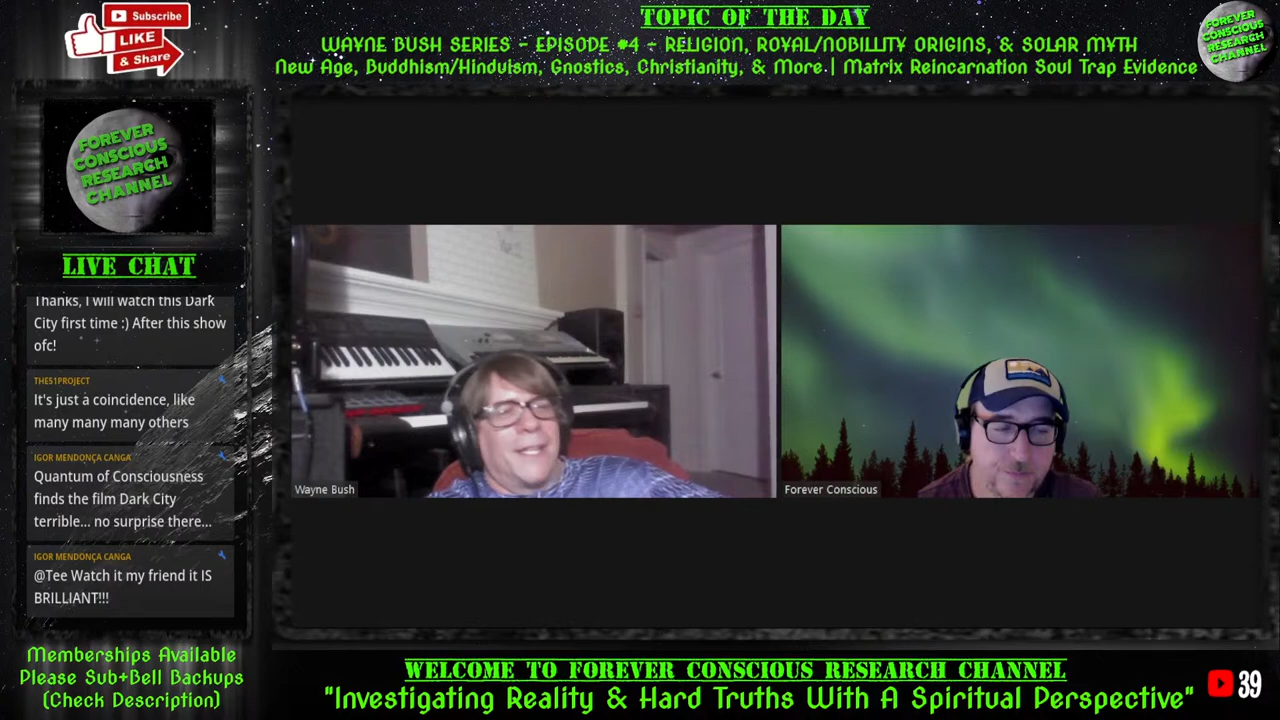 Subscribe
LIKE
& Share
TOPIC OF THE DAY
WAYNE BUSH SERIES - EPISODE #4 - RELIGION, ROYAL/NOBILLITY ORIGINS, & SOLAR MYTH
New Age, Buddhism/Hinduism, Gnostics, Christianity, & More | Matrix Reincarnation Soul Trap Evidence
FOREVER
CONSCIOUS
RESEARCH
CHANNEL
FOREVER
CONSCIOUS
RESEARCH
CHANNEL
LIVE CHAT
Thanks, I will watch this Dark
City first time :) After this show
ofc!
THE51PROJECT
It's just a coincidence, like
many many many others
IGOR MENDONÇA CANGA
Quantum of Consciousness
finds the film Dark City
terrible... no surprise there...
IGOR MENDONÇA CANGA
@Tee Watch it my friend it IS
BRILLIANT!!!
Wayne Bush
Forever Conscious
Memberships Available
Please Sub+Bell Backups
(Check Description)
WELCOME TO FOREVER CONSCIOUS RESEARCH CHANNEL
"Investigating Reality & Hard Truths With A Spiritual Perspective"
39